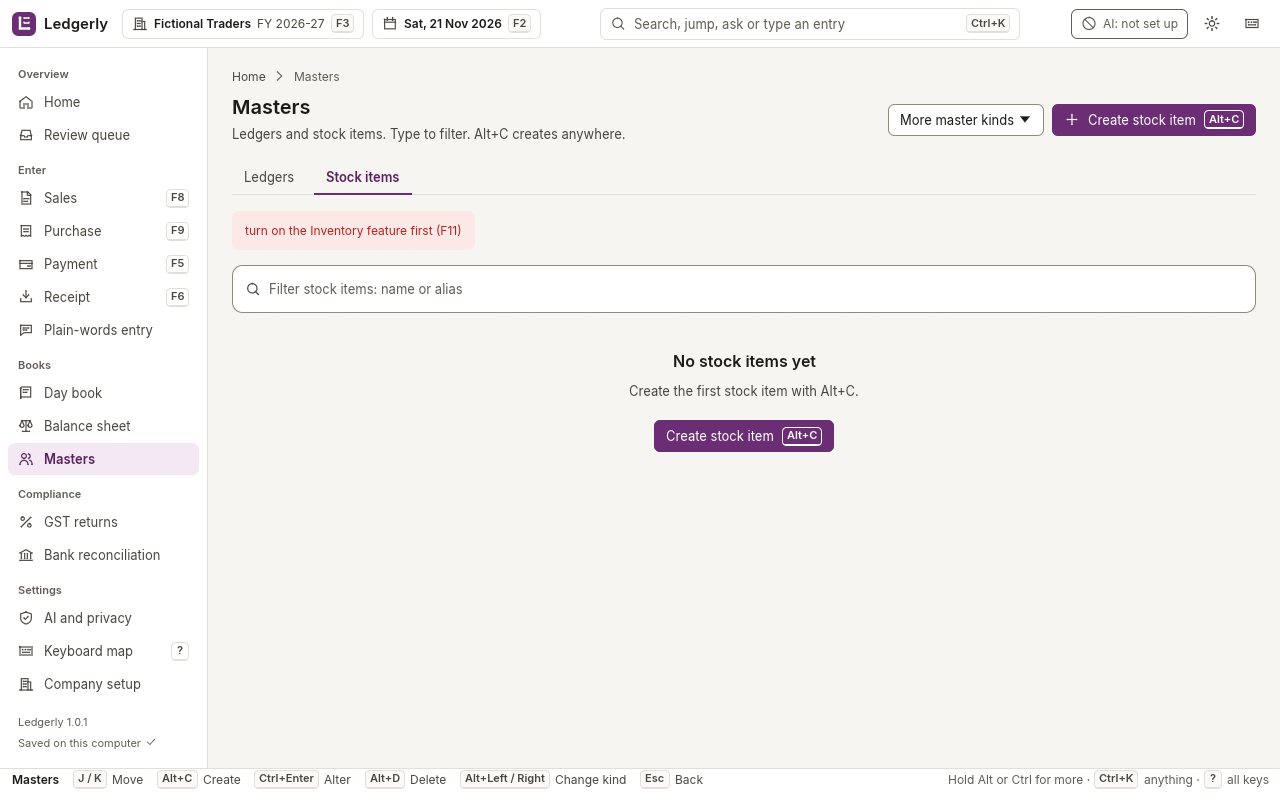 Ledgerly
Fictional Traders FY 2026-27 F3
Sat, 21 Nov 2026 F2
Search, jump, ask or type an entry Ctrl+K
AI: not set up
Overview
Home
Review queue
Enter
Sales F8
Purchase F9
Payment F5
Receipt F6
Plain-words entry
Books
Day book
Balance sheet
Masters
Compliance
GST returns
Bank reconciliation
Settings
AI and privacy
Keyboard map ?
Company setup
Ledgerly 1.0.1
Saved on this computer
Home Masters
Masters
Ledgers and stock items. Type to filter. Alt+C creates anywhere.
More master kinds
Create stock item Alt+C
Ledgers Stock items
turn on the Inventory feature first (F11)
Filter stock items: name or alias
No stock items yet
Create the first stock item with Alt+C.
Create stock item Alt+C
Masters J / K Move Alt+C Create Ctrl+Enter Alter Alt+D Delete Alt+Left / Right Change kind Esc Back
Hold Alt or Ctrl for more · Ctrl+K anything · ? all keys